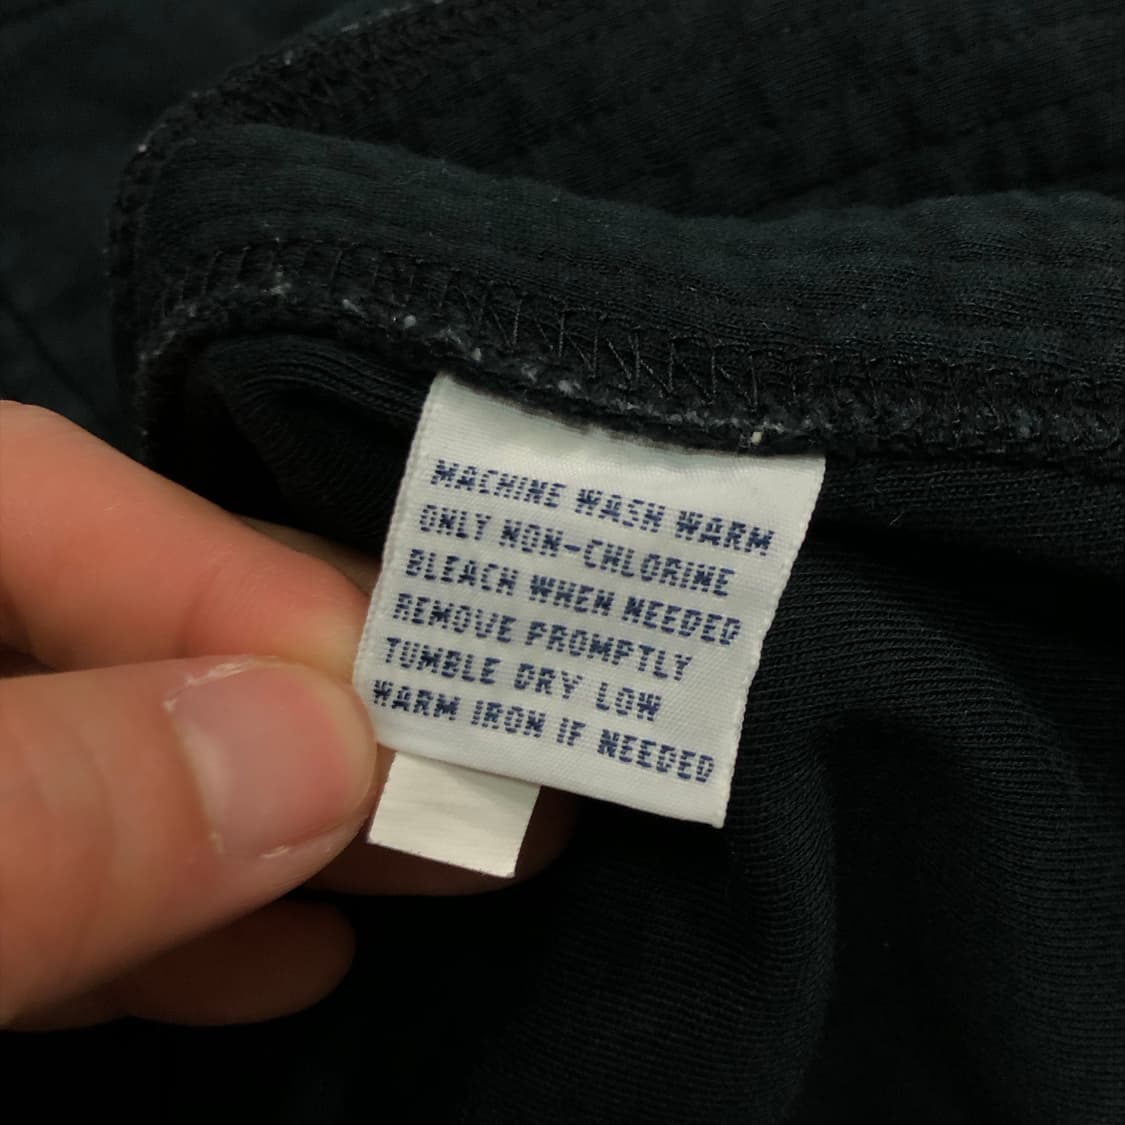 MACHINE WASH WARM
ONLY NON-CHLORINE
BLEACH WHEN NEEDED
REMOVE PROMPTLY
TUMBLE DRY LOW
WARM IRON IF NEEDED